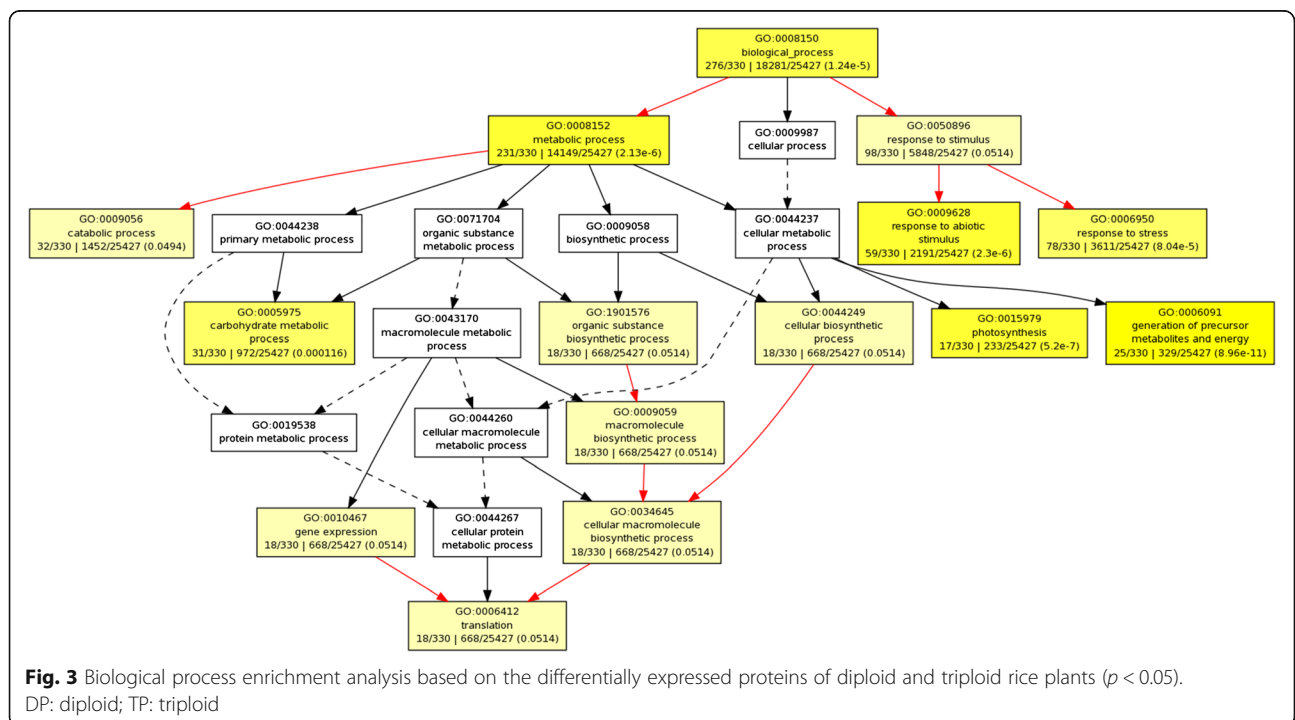 GO:0008150
biological_process
276/330 | 18281/25427 (1.24e-5)
GO:0008152
metabolic process
231/330 | 14149/25427 (2.13e-6)
GO:0009987
cellular process
GO:0050896
response to stimulus
98/330 | 5848/25427 (0.0514)
GO:0009056
catabolic process
32/330 | 1452/25427 (0.0494)
GO:0044238
primary metabolic process
GO:0071704
organic substance
metabolic process
GO:0009058
biosynthetic process
GO:0044237
cellular metabolic
process
GO:0009628
response to abiotic
stimulus
59/330 | 2191/25427 (2.3e-6)
GO:0006950
response to stress
78/330 | 3611/25427 (8.04e-5)
GO:0005975
carbohydrate metabolic
process
31/330 | 972/25427 (0.000116)
GO:0043170
macromolecule metabolic
process
GO:1901576
organic substance
biosynthetic process
18/330 | 668/25427 (0.0514)
GO:0044249
cellular biosynthetic
process
18/330 | 668/25427 (0.0514)
GO:0015979
photosynthesis
17/330 | 233/25427 (5.2e-7)
GO:0006091
generation of precursor
metabolites and energy
25/330 | 329/25427 (8.96e-11)
GO:0019538
protein metabolic process
GO:0044260
cellular macromolecule
metabolic process
GO:0009059
macromolecule
biosynthetic process
18/330 | 668/25427 (0.0514)
GO:0010467
gene expression
18/330 | 668/25427 (0.0514)
GO:0044267
cellular protein
metabolic process
GO:0034645
cellular macromolecule
biosynthetic process
18/330 | 668/25427 (0.0514)
GO:0006412
translation
18/330 | 668/25427 (0.0514)
Fig. 3 Biological process enrichment analysis based on the differentially expressed proteins of diploid and triploid rice plants (p < 0.05).
DP: diploid; TP: triploid